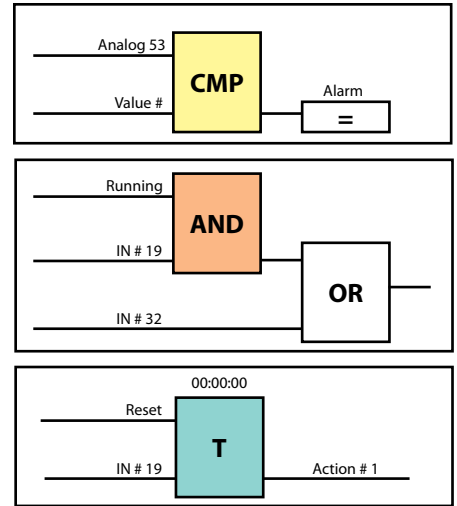 Analog 53
CMP
Value #
Alarm
=
Running
AND
IN # 19
OR
IN # 32
00:00:00
Reset
T
IN # 19
Action # 1